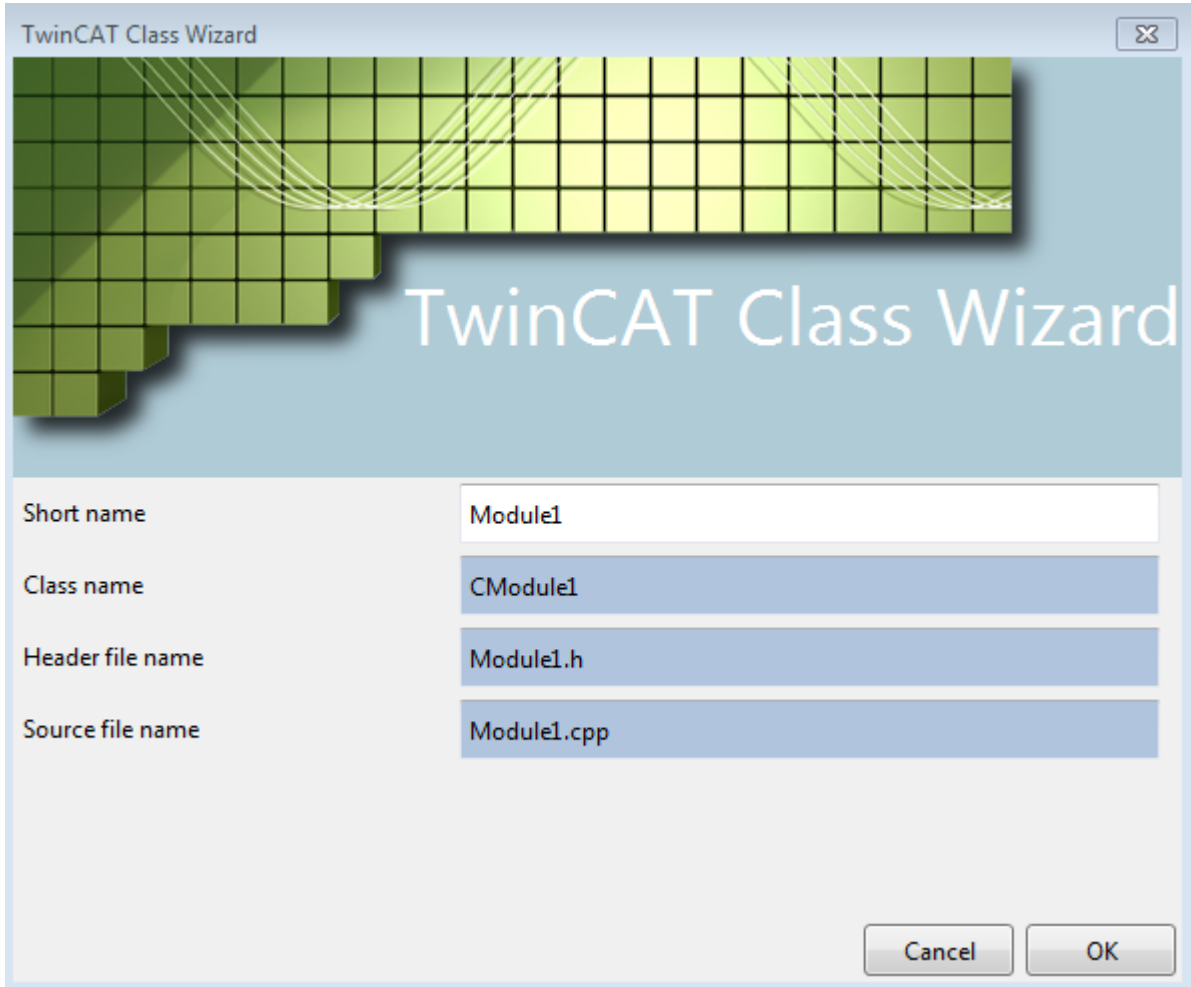 TwinCAT Class Wizard
TwinCAT Class Wizard
Short name Module1
Class name CModule1
Header file name Module1.h
Source file name Module1.cpp
Cancel OK